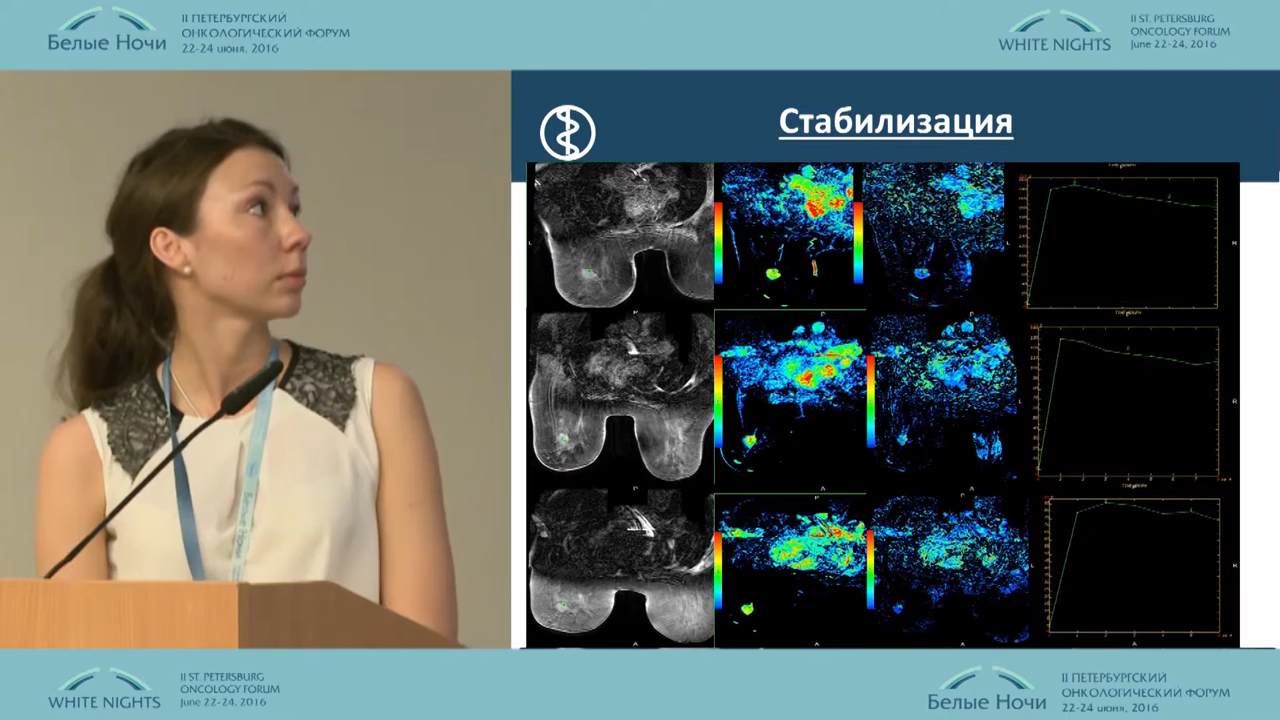 Белые Ночи
II ПЕТЕРБУРГСКИЙ
ОНКОЛОГИЧЕСКИЙ ФОРУМ
22-24 июня, 2016
WHITE NIGHTS
II ST. PETERSBURG
ONCOLOGY FORUM
June 22-24, 2016
Стабилизация
WHITE NIGHTS
II ST. PETERSBURG
ONCOLOGY FORUM
June 22-24, 2016
Белые Ночи
II ПЕТЕРБУРГСКИЙ
ОНКОЛОГИЧЕСКИЙ ФОРУМ
22-24 июня, 2016